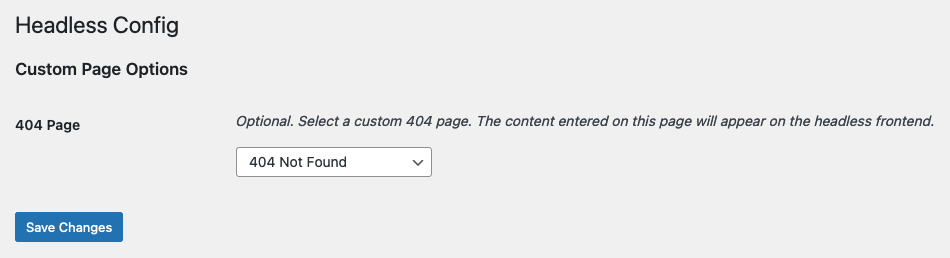 Headless Config
Custom Page Options
404 Page
Optional. Select a custom 404 page. The content entered on this page will appear on the headless frontend.
404 Not Found
Save Changes